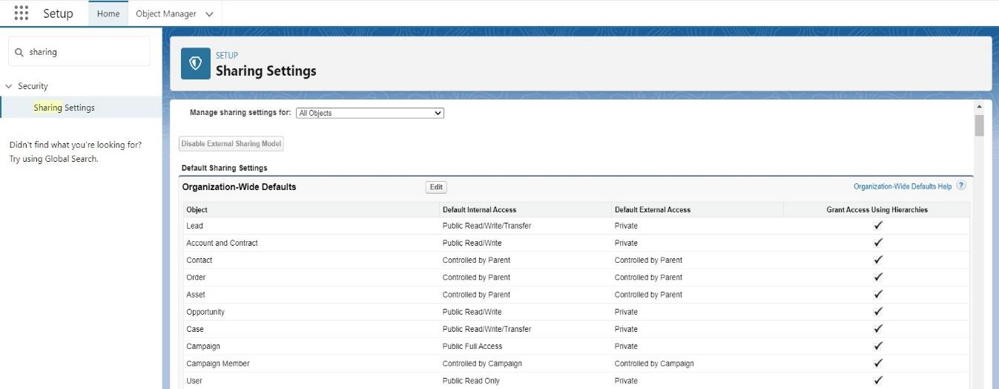 Setup Home Object Manager
sharing
Security
Sharing Settings
Didn't find what you're looking for?
Try using Global Search.
SETUP
Sharing Settings
Manage sharing settings for: All Objects
Disable External Sharing Model
Default Sharing Settings
Organization-Wide Defaults Edit Organization-Wide Defaults Help ?
Object Default Internal Access Default External Access Grant Access Using Hierarchies
Lead Public Read/Write/Transfer Private
Account and Contract Public Read/Write Private
Contact Controlled by Parent Controlled by Parent
Order Controlled by Parent Controlled by Parent
Asset Controlled by Parent Controlled by Parent
Opportunity Public Read/Write Private
Case Public Read/Write/Transfer Private
Campaign Public Full Access Private
Campaign Member Controlled by Campaign Controlled by Campaign
User Public Read Only Private